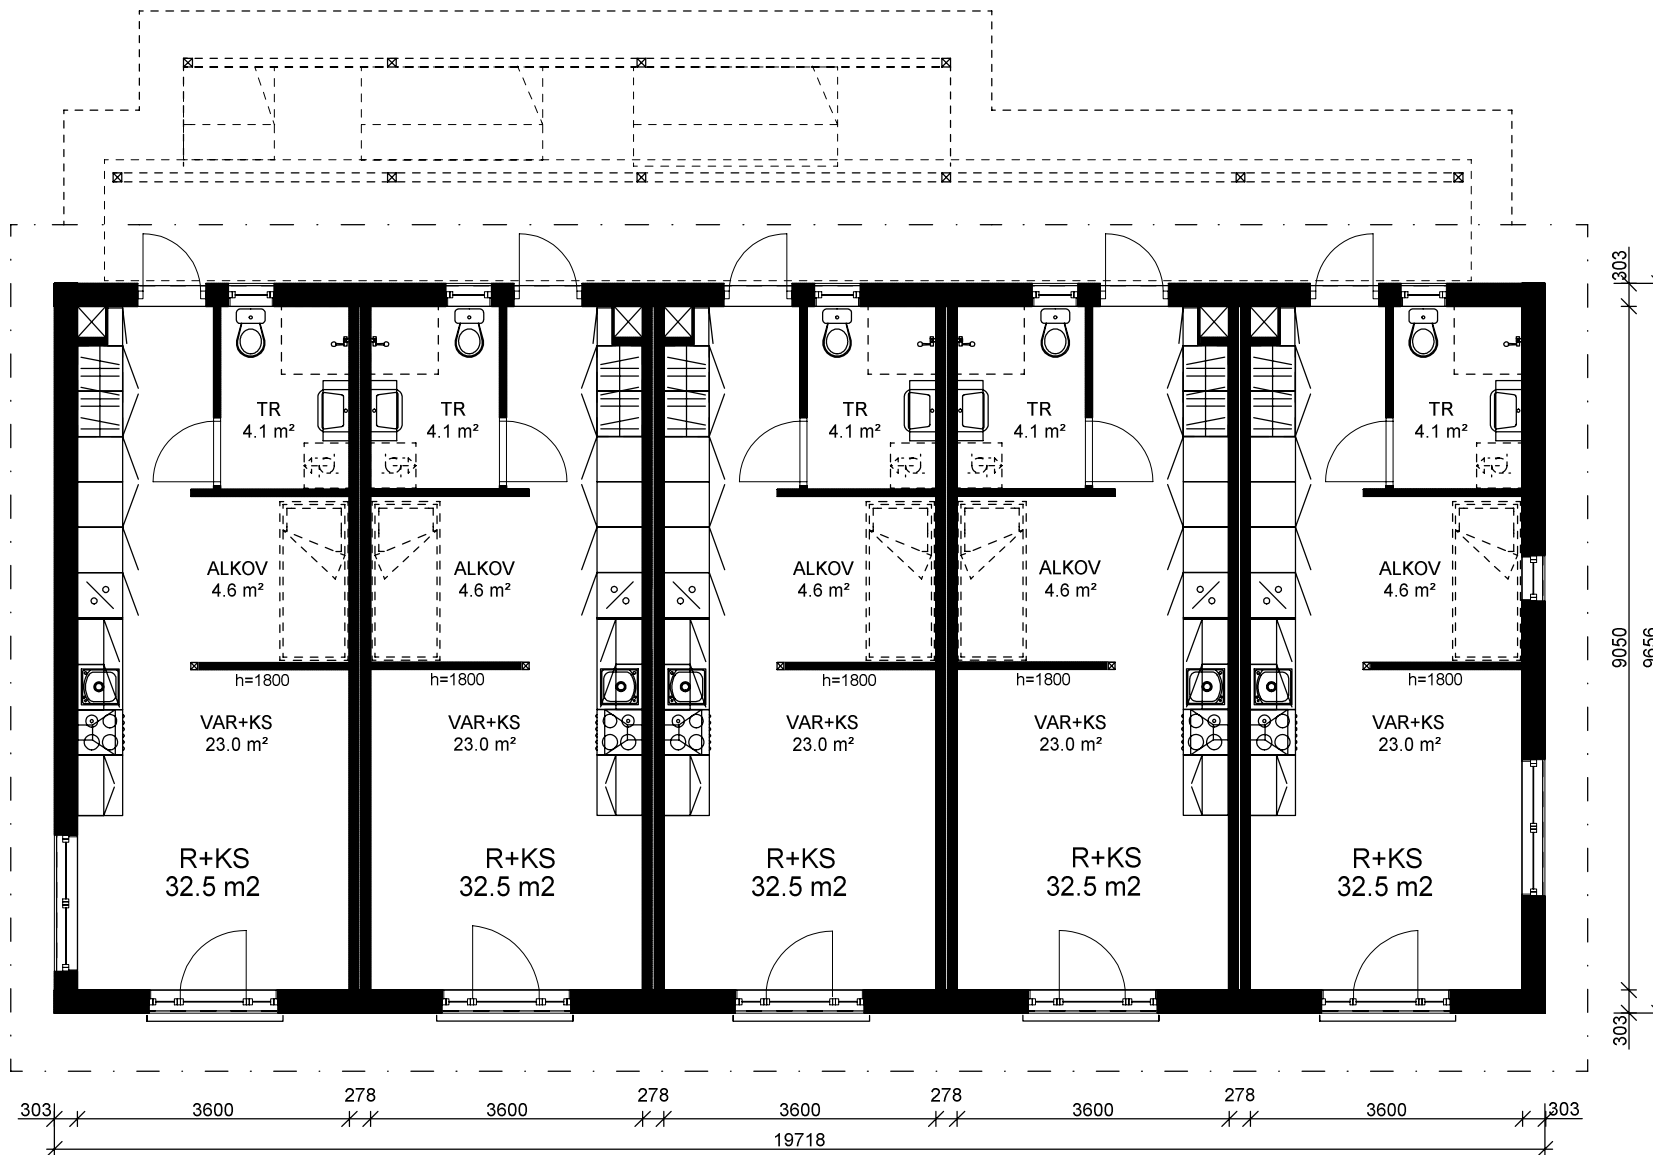 303
TR
4.1 m²
TR
4.1 m²
TR
4.1 m²
TR
4.1 m²
TR
4.1 m²
ALKOV
4.6 m²
ALKOV
4.6 m²
ALKOV
4.6 m²
ALKOV
4.6 m²
ALKOV
4.6 m²
9050
9656
h=1800
h=1800
h=1800
h=1800
h=1800
VAR+KS
23.0 m²
VAR+KS
23.0 m²
VAR+KS
23.0 m²
VAR+KS
23.0 m²
VAR+KS
23.0 m²
R+KS
32.5 m2
R+KS
32.5 m2
R+KS
32.5 m2
R+KS
32.5 m2
R+KS
32.5 m2
303
303 3600 278 3600 278 3600 278 3600 278 3600 303
19718